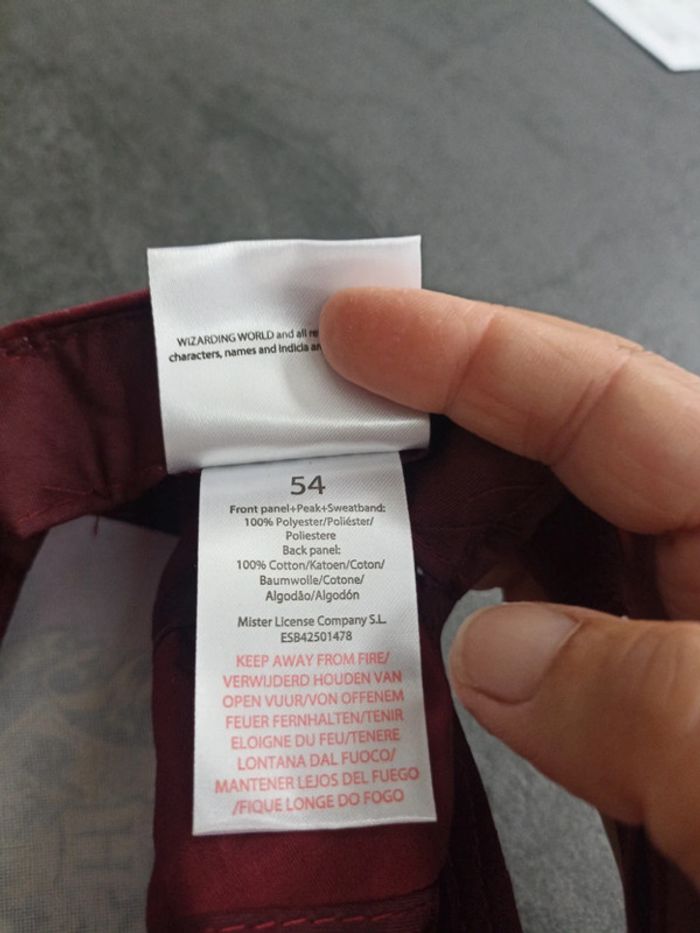 WIZARDING WORLD and all
characters, names and indicia
54
Front panel+Peak+Sweatband:
100% Polyester/Poliéster/
Poliestere
Back panel:
100% Cotton/Katoen/Coton/
Baumwolle/Cotone/
Algodão/Algodón
Mister License Company S.L.
ESB42501478
KEEP AWAY FROM FIRE/
VERWIJDERD HOUDEN VAN
OPEN VUUR/VON OFFENEM
FEUER FERNHALTEN/TENIR
ELOIGNE DU FEU/TENERE
LONTANA DAL FUOCO/
MANTENER LEJOS DEL FUEGO
/FIQUE LONGE DO FOGO